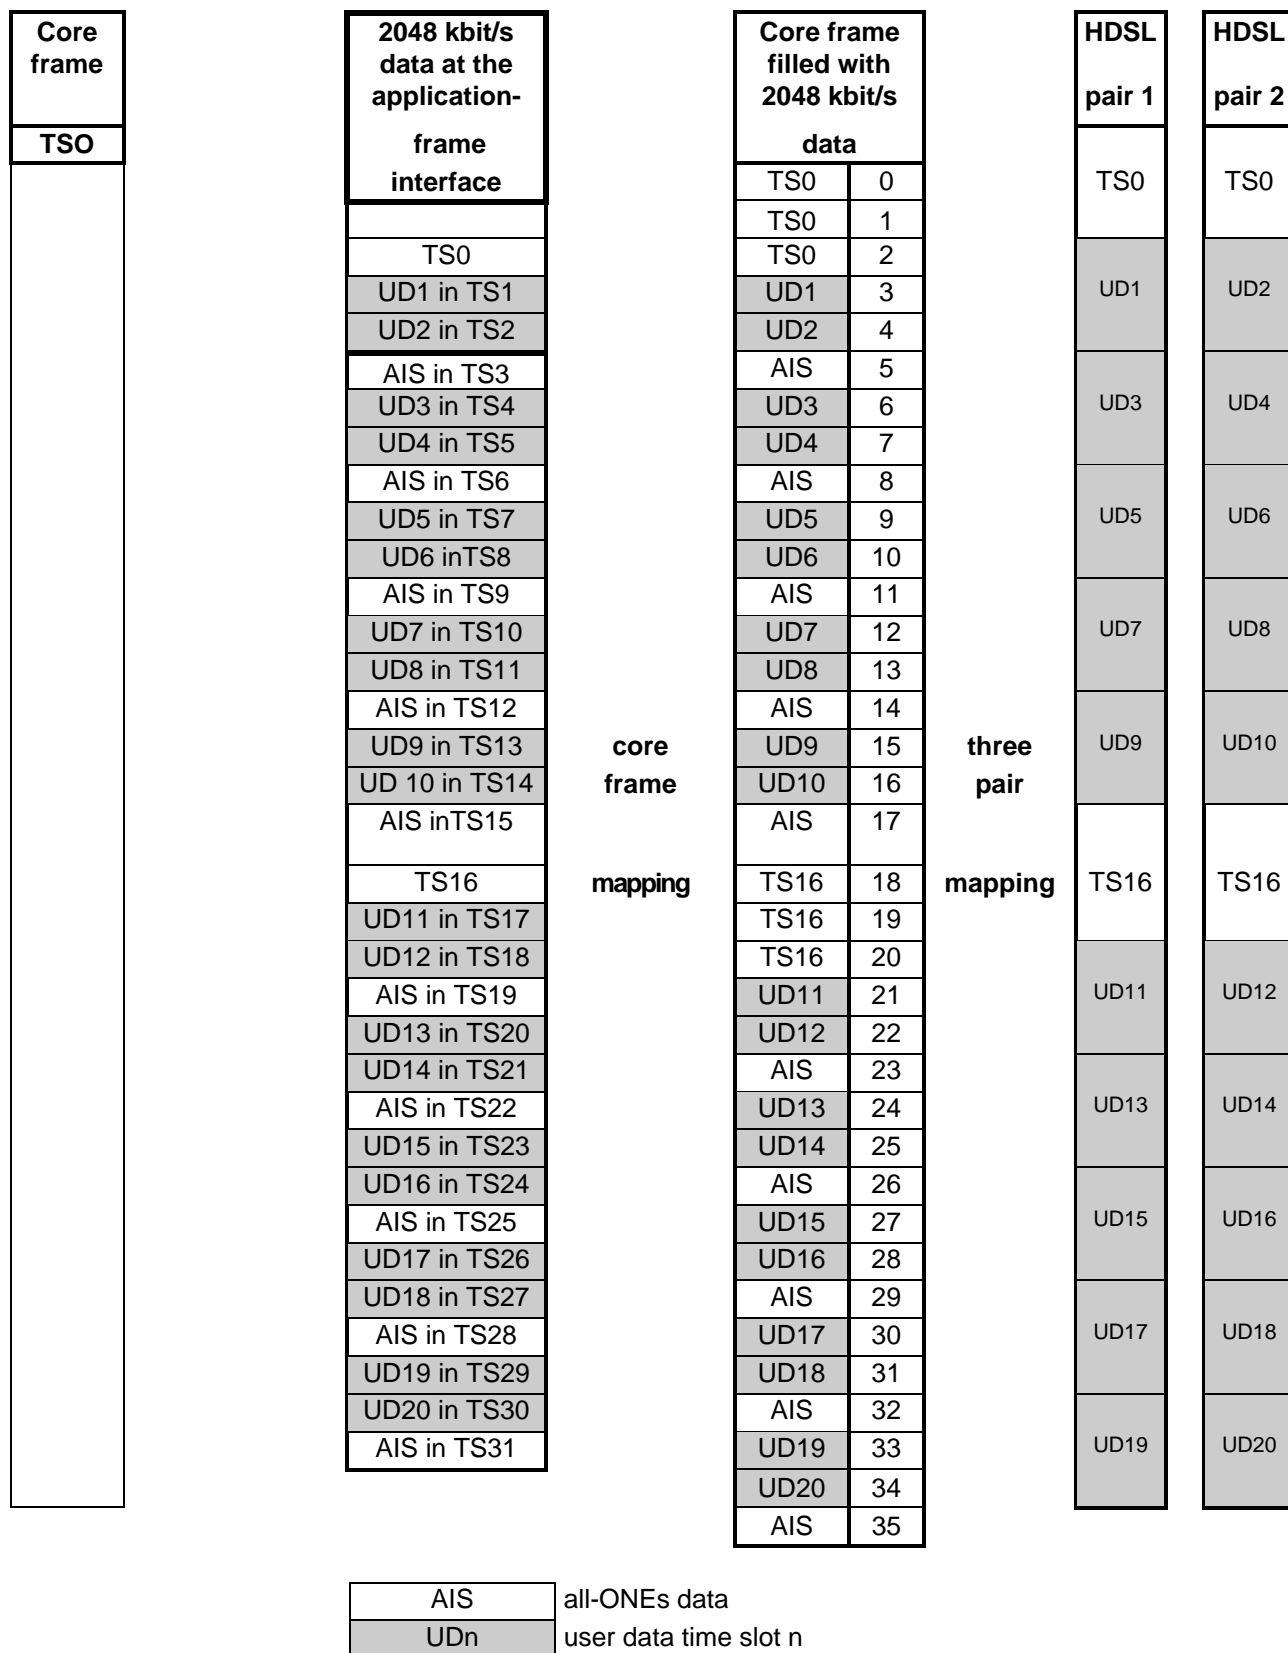 Core
frame
TSO
2048 kbit/s
data at the
application-
frame
interface
TS0
UD1 in TS1
UD2 in TS2
AIS in TS3
UD3 in TS4
UD4 in TS5
AIS in TS6
UD5 in TS7
UD6 inTS8
AIS in TS9
UD7 in TS10
UD8 in TS11
AIS in TS12
UD9 in TS13
UD 10 in TS14
AIS inTS15
TS16
UD11 in TS17
UD12 in TS18
AIS in TS19
UD13 in TS20
UD14 in TS21
AIS in TS22
UD15 in TS23
UD16 in TS24
AIS in TS25
UD17 in TS26
UD18 in TS27
AIS in TS28
UD19 in TS29
UD20 in TS30
AIS in TS31
core
frame
mapping
Core frame
filled with
2048 kbit/s
data
TS0 0
TS0 1
TS0 2
UD1 3
UD2 4
AIS 5
UD3 6
UD4 7
AIS 8
UD5 9
UD6 10
AIS 11
UD7 12
UD8 13
AIS 14
UD9 15
UD10 16
AIS 17
TS16 18
TS16 19
TS16 20
UD11 21
UD12 22
AIS 23
UD13 24
UD14 25
AIS 26
UD15 27
UD16 28
AIS 29
UD17 30
UD18 31
AIS 32
UD19 33
UD20 34
AIS 35
three
pair
mapping
HDSL
pair 1
TS0
UD1
UD3
UD5
UD7
UD9
TS16
UD11
UD13
UD15
UD17
UD19
HDSL
pair 2
TS0
UD2
UD4
UD6
UD8
UD10
TS16
UD12
UD14
UD16
UD18
UD20
AIS all-ONEs data
UDn user data time slot n